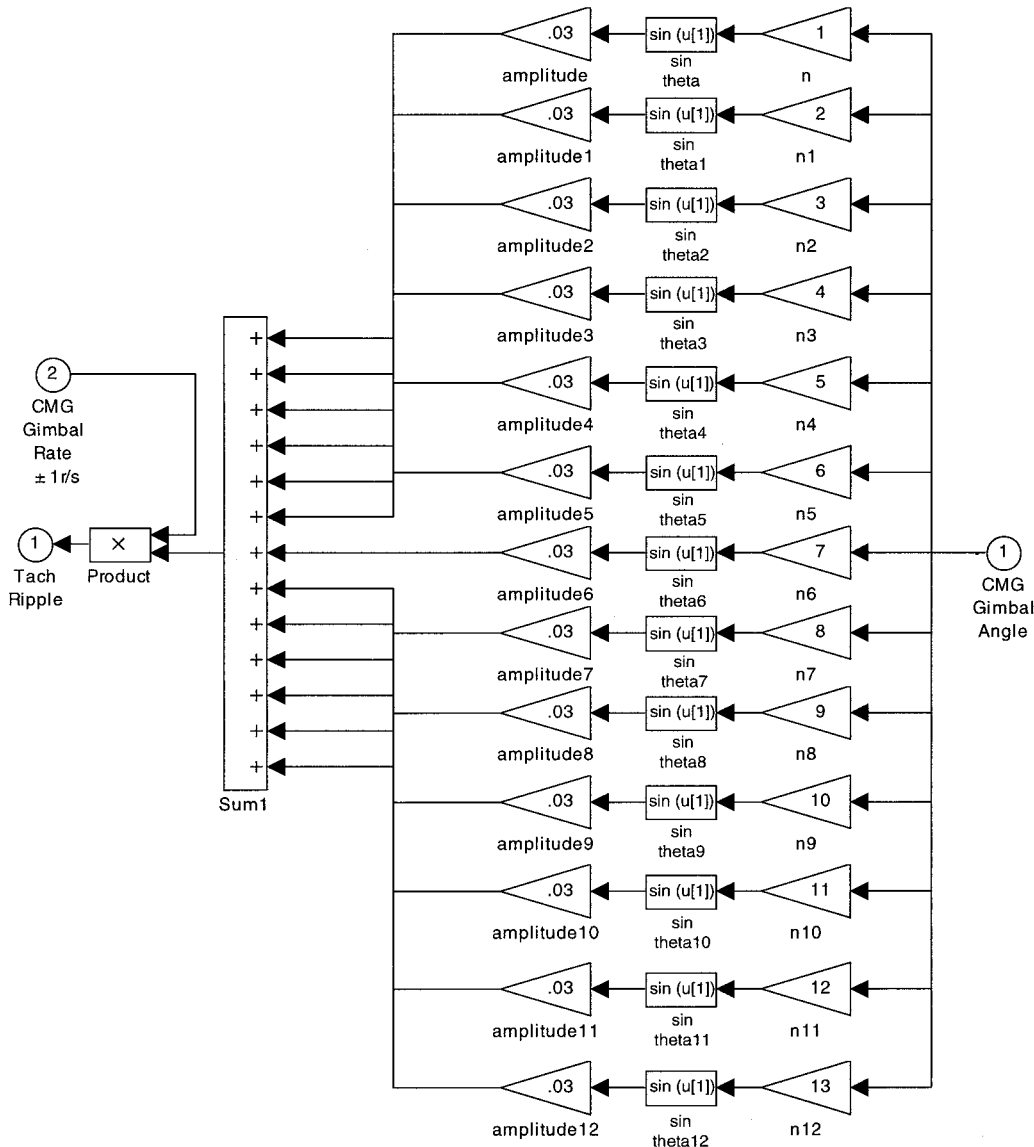 .03 sin (u[1]) 1
amplitude sin theta n
.03 sin (u[1]) 2
amplitude1 sin theta1 n1
.03 sin (u[1]) 3
amplitude2 sin theta2 n2
.03 sin (u[1]) 4
amplitude3 sin theta3 n3
.03 sin (u[1]) 5
amplitude4 sin theta4 n4
.03 sin (u[1]) 6
amplitude5 sin theta5 n5
.03 sin (u[1]) 7
amplitude6 sin theta6 n6
.03 sin (u[1]) 8
amplitude7 sin theta7 n7
.03 sin (u[1]) 9
amplitude8 sin theta8 n8
.03 sin (u[1]) 10
amplitude9 sin theta9 n9
.03 sin (u[1]) 11
amplitude10 sin theta10 n10
.03 sin (u[1]) 12
amplitude11 sin theta11 n11
.03 sin (u[1]) 13
amplitude12 sin theta12 n12
+
+
+
+
+
+
+
+
+
+
+
+
+
Sum1
2
CMG
Gimbal
Rate
± 1r/s
1
Tach
Ripple
×
Product
1
CMG
Gimbal
Angle